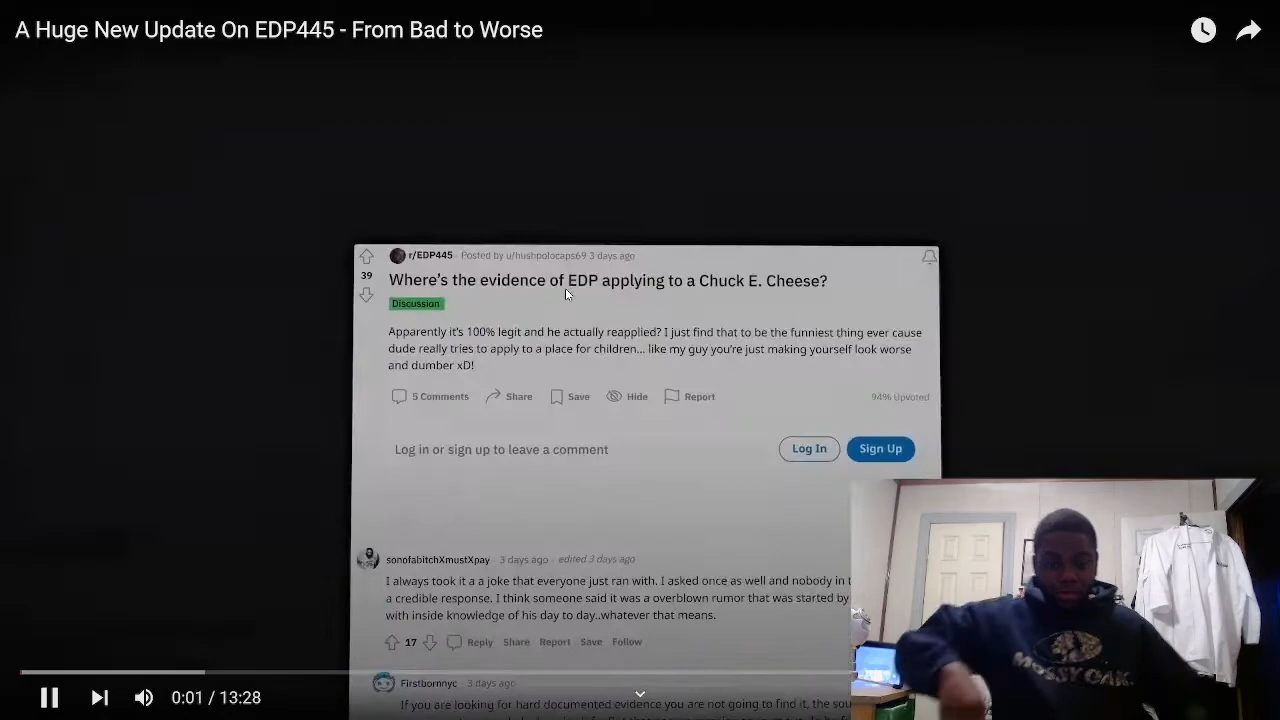 A Huge New Update On EDP445 - From Bad to Worse
r/EDP445 · Posted by u/hushpolocaps69 3 days ago
39
Where's the evidence of EDP applying to a Chuck E. Cheese?
Discussion
Apparently it's 100% legit and he actually reapplied? I just find that to be the funniest thing ever cause
dude really tries to apply to a place for children... like my guy you're just making yourself look worse
and dumber xD!
5 Comments Share Save Hide Report 94% Upvoted
Log in or sign up to leave a comment Log In Sign Up
sonofabitchXmustXpay · 3 days ago · edited 3 days ago
I always took it a a joke that everyone just ran with. I asked once as well and nobody in t
a credible response. I think someone said it was a overblown rumor that was started by
with inside knowledge of his day to day..whatever that means.
17 Reply Share Report Save Follow
Firstbornnyc · 3 days ago
If you are looking for hard documented evidence you are not going to find it, the sou
0:01 / 13:28
MOSSY OAK.